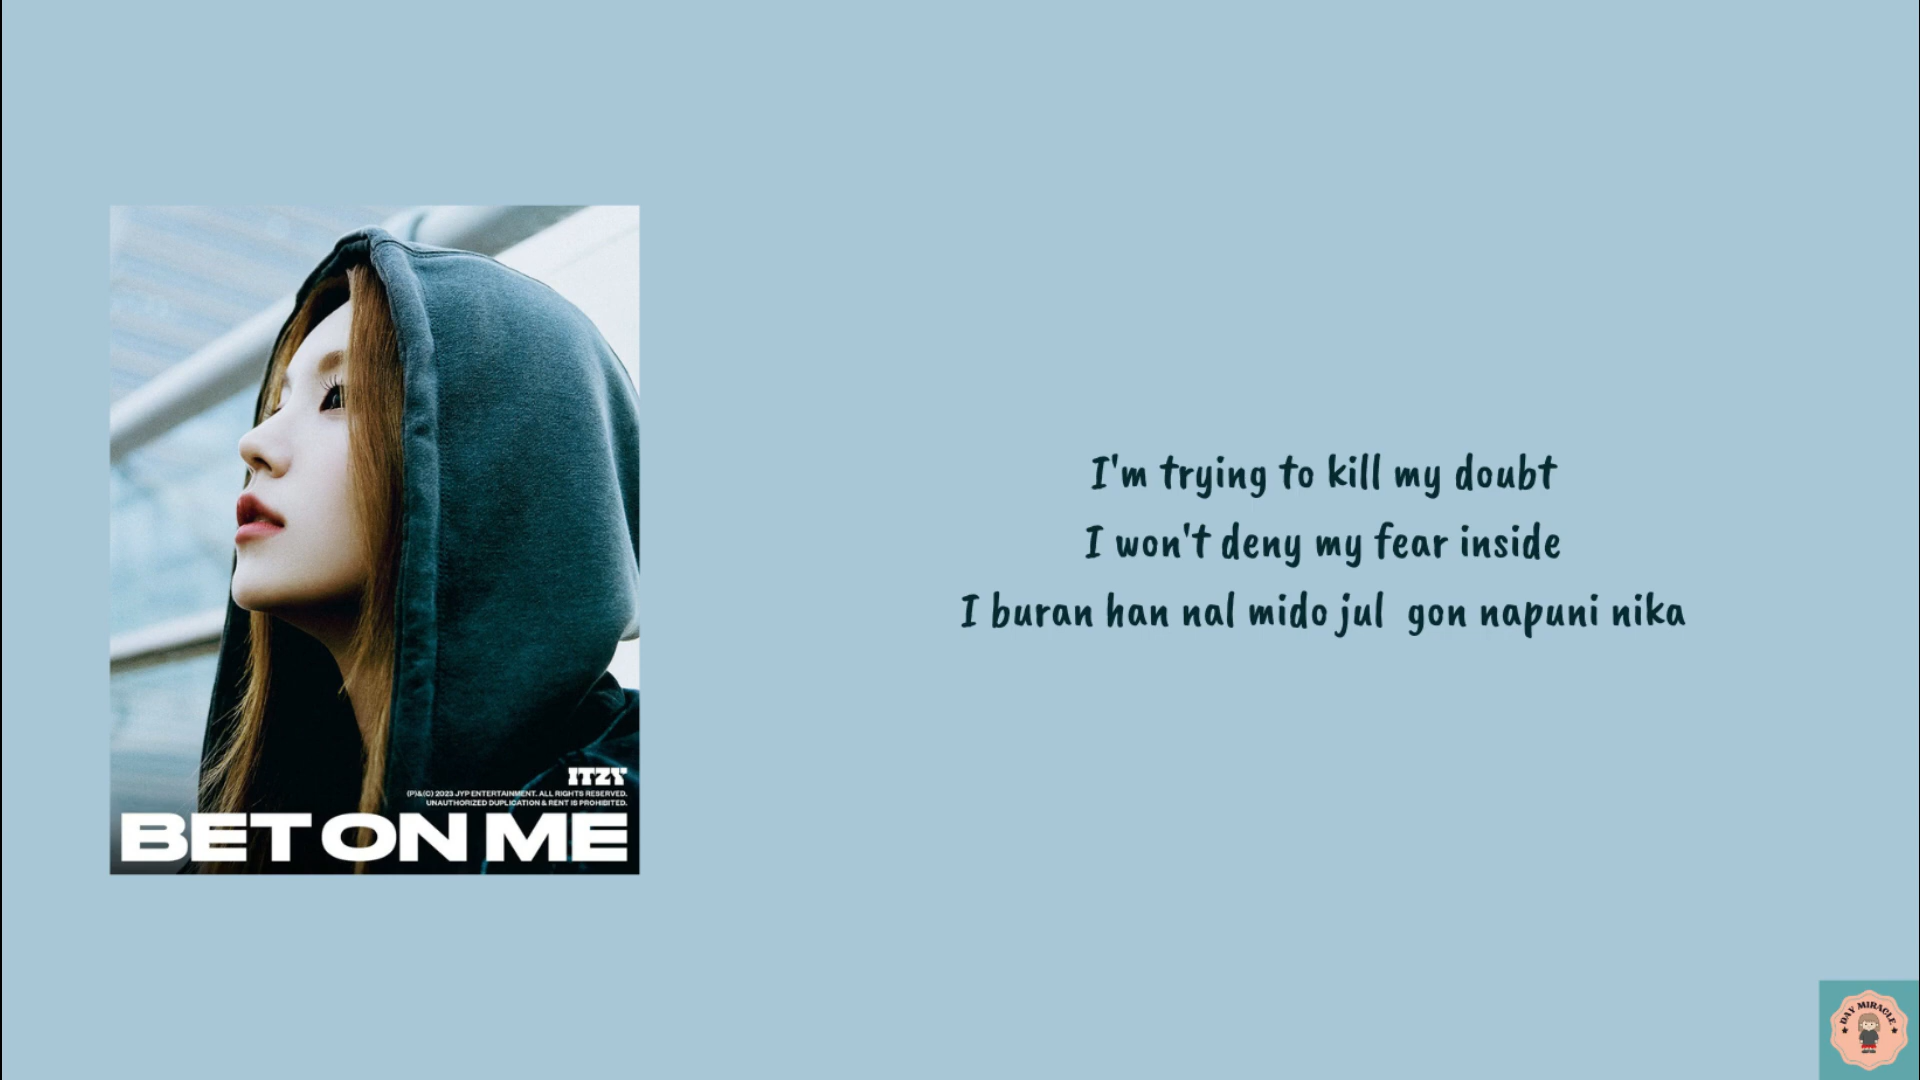 ITZY
(P)&(C) 2023 JYP ENTERTAINMENT. ALL RIGHTS RESERVED.
UNAUTHORIZED DUPLICATION & RENT IS PROHIBITED.
BET ON ME
I'm trying to kill my doubt
I won't deny my fear inside
I buran han nal mido jul  gon napuni nika
DAY MIRACLE